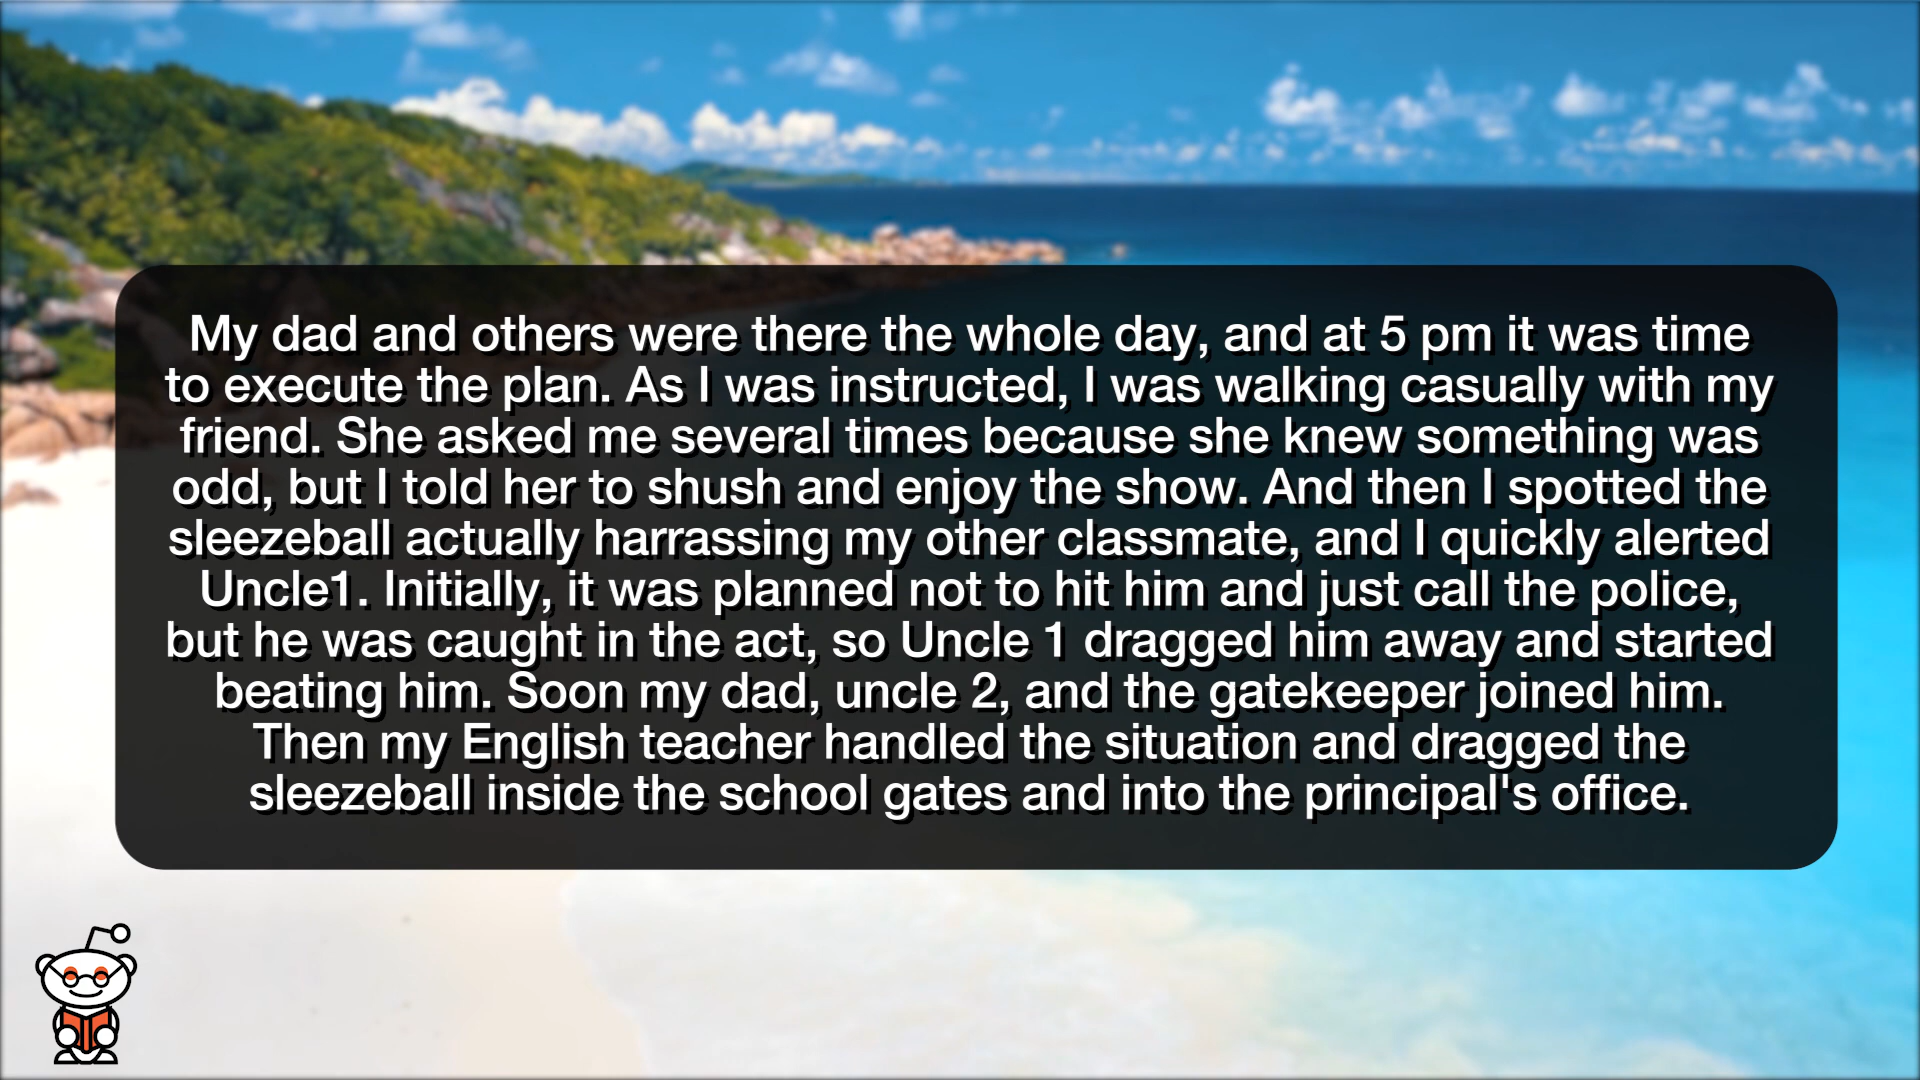 My dad and others were there the whole day, and at 5 pm it was time
to execute the plan. As I was instructed, I was walking casually with my
friend. She asked me several times because she knew something was
odd, but I told her to shush and enjoy the show. And then I spotted the
sleezeball actually harrassing my other classmate, and I quickly alerted
Uncle1. Initially, it was planned not to hit him and just call the police,
but he was caught in the act, so Uncle 1 dragged him away and started
beating him. Soon my dad, uncle 2, and the gatekeeper joined him.
Then my English teacher handled the situation and dragged the
sleezeball inside the school gates and into the principal's office.